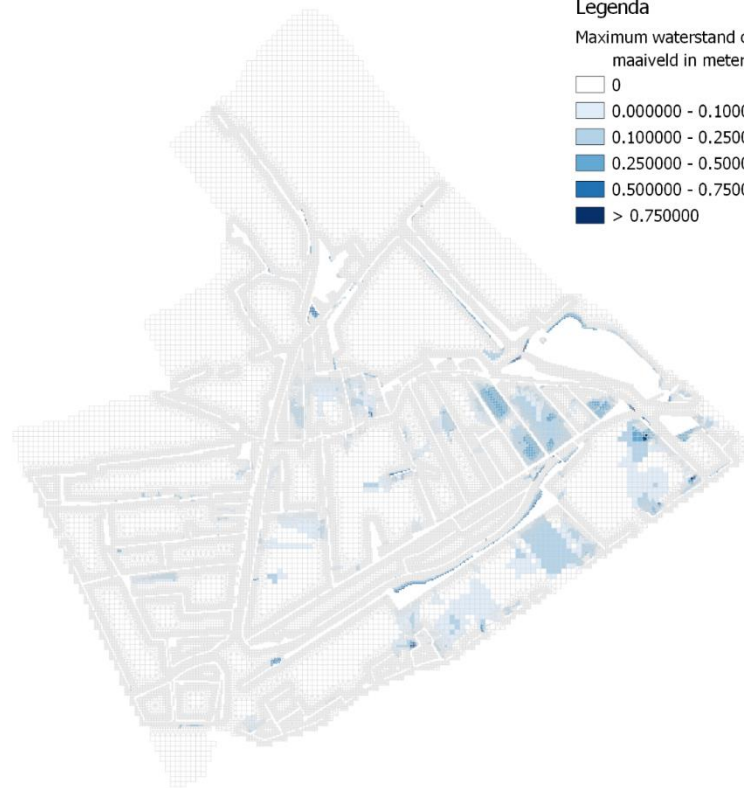 Legenda
Maximum waterstand
maaiveld in meter
0
0.000000 - 0.1000
0.100000 - 0.2500
0.250000 - 0.5000
0.500000 - 0.7500
> 0.750000